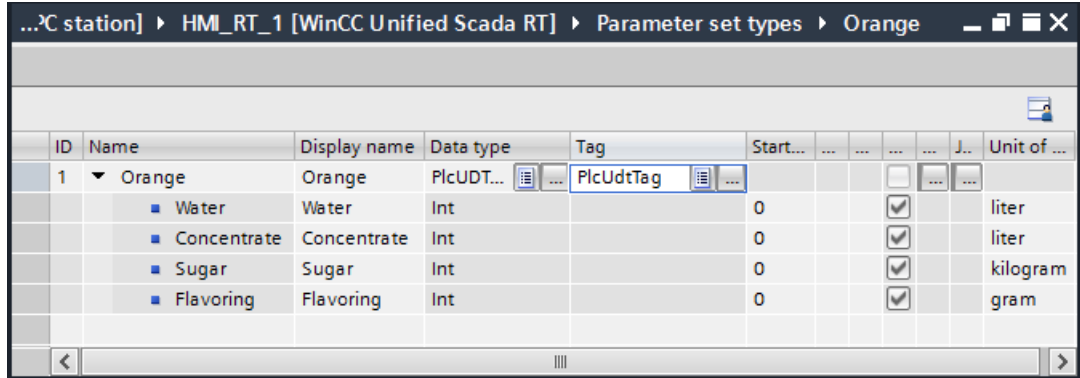 ...PC station] ▸ HMI_RT_1 [WinCC Unified Scada RT] ▸ Parameter set types ▸ Orange
ID Name Display name Data type Tag Start... ... ... ... ... J.. Unit of ...
1 Orange Orange PlcUDT... ... PlcUdtTag ... ... ...
Water Water Int 0 liter
Concentrate Concentrate Int 0 liter
Sugar Sugar Int 0 kilogram
Flavoring Flavoring Int 0 gram